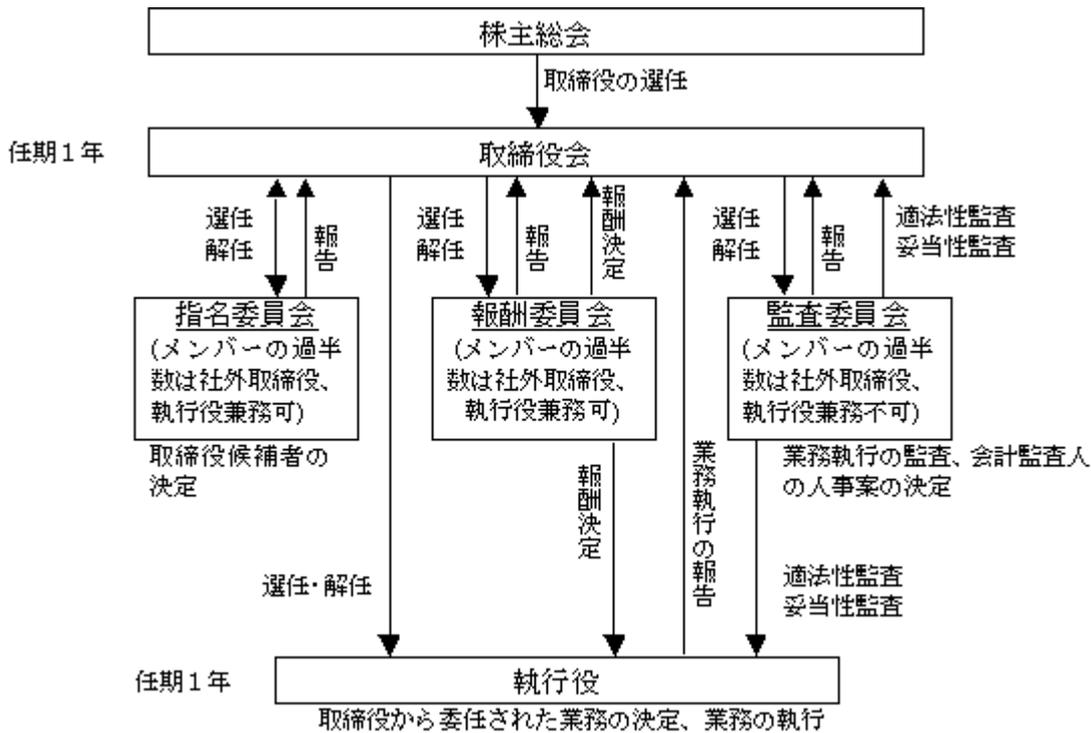 株主総会
取締役の選任
任期１年
取締役会
選任
解任
報告
選任
解任
報告
報酬決定
選任
解任
報告
適法性監査
妥当性監査
指名委員会
(メンバーの過半
数は社外取締役、
執行役兼務可)
取締役候補者の
決定
報酬委員会
(メンバーの過半
数は社外取締役、
執行役兼務可)
監査委員会
(メンバーの過半
数は社外取締役、
執行役兼務不可)
業務執行の監査、会計監査人
の人事案の決定
選任・解任
報酬決定
業務執行の報告
適法性監査
妥当性監査
任期１年
執行役
取締役から委任された業務の決定、業務の執行